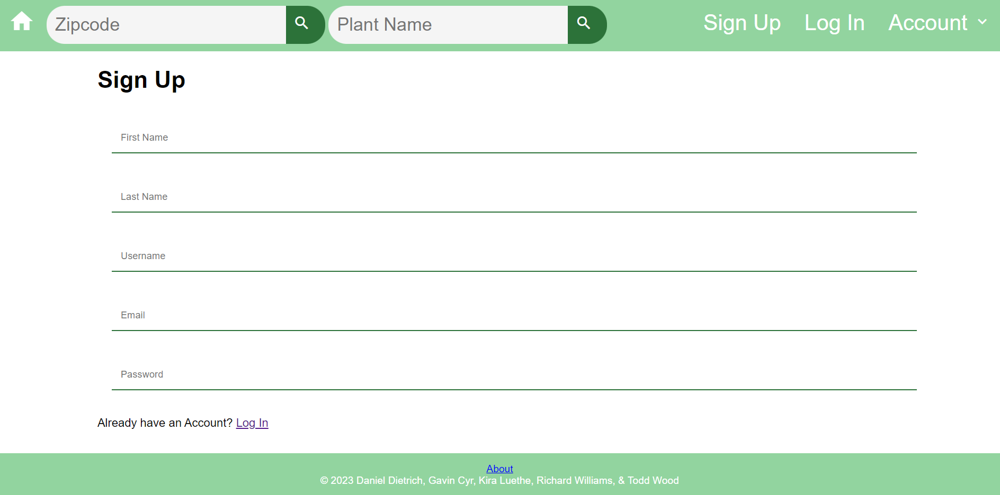 Zipcode Plant Name Sign Up Log In Account
Sign Up
First Name
Last Name
Username
Email
Password
Already have an Account? Log In
About
© 2023 Daniel Dietrich, Gavin Cyr, Kira Luethe, Richard Williams, & Todd Wood